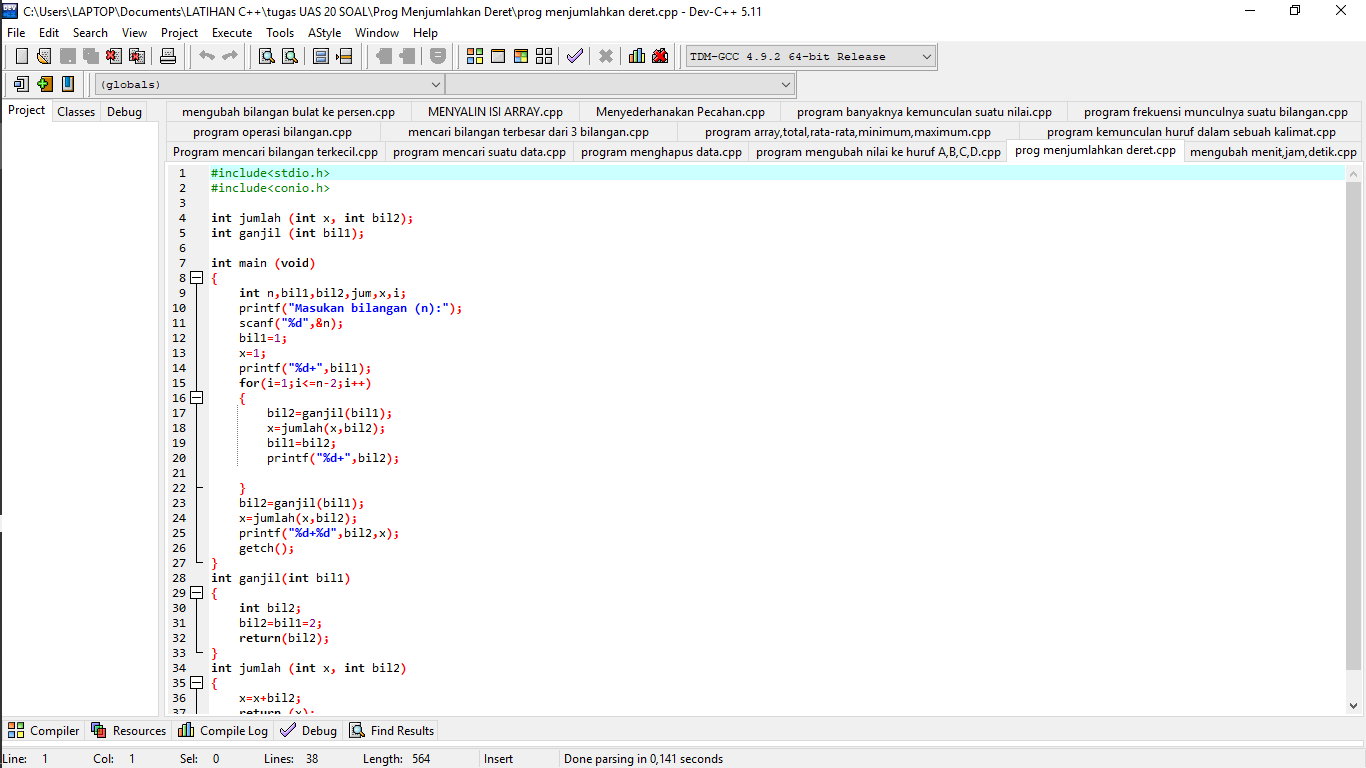 C:\Users\LAPTOP\Documents\LATIHAN C++\tugas UAS 20 SOAL\Prog Menjumlahkan Deret\prog menjumlahkan deret.cpp - Dev-C++ 5.11
File Edit Search View Project Execute Tools AStyle Window Help
TDM-GCC 4.9.2 64-bit Release
(globals)
Project Classes Debug
mengubah bilangan bulat ke persen.cpp MENYALIN ISI ARRAY.cpp Menyederhanakan Pecahan.cpp program banyaknya kemunculan suatu nilai.cpp program frekuensi munculnya suatu bilangan.cpp
program operasi bilangan.cpp mencari bilangan terbesar dari 3 bilangan.cpp program array,total,rata-rata,minimum,maximum.cpp program kemunculan huruf dalam sebuah kalimat.cpp
Program mencari bilangan terkecil.cpp program mencari suatu data.cpp program menghapus data.cpp program mengubah nilai ke huruf A,B,C,D.cpp prog menjumlahkan deret.cpp mengubah menit,jam,detik.cpp
1 #include<stdio.h>
2 #include<conio.h>
3
4 int jumlah (int x, int bil2);
5 int ganjil (int bil1);
6
7 int main (void)
8 {
9 int n,bil1,bil2,jum,x,i;
10 printf("Masukan bilangan (n):");
11 scanf("%d",&n);
12 bil1=1;
13 x=1;
14 printf("%d+",bil1);
15 for(i=1;i<=n-2;i++)
16 {
17 bil2=ganjil(bil1);
18 x=jumlah(x,bil2);
19 bil1=bil2;
20 printf("%d+",bil2);
21
22 }
23 bil2=ganjil(bil1);
24 x=jumlah(x,bil2);
25 printf("%d+%d",bil2,x);
26 getch();
27 }
28 int ganjil(int bil1)
29 {
30 int bil2;
31 bil2=bil1=2;
32 return(bil2);
33 }
34 int jumlah (int x, int bil2)
35 {
36 x=x+bil2;
37 return (x);
Compiler Resources Compile Log Debug Find Results
Line: 1 Col: 1 Sel: 0 Lines: 38 Length: 564 Insert Done parsing in 0,141 seconds